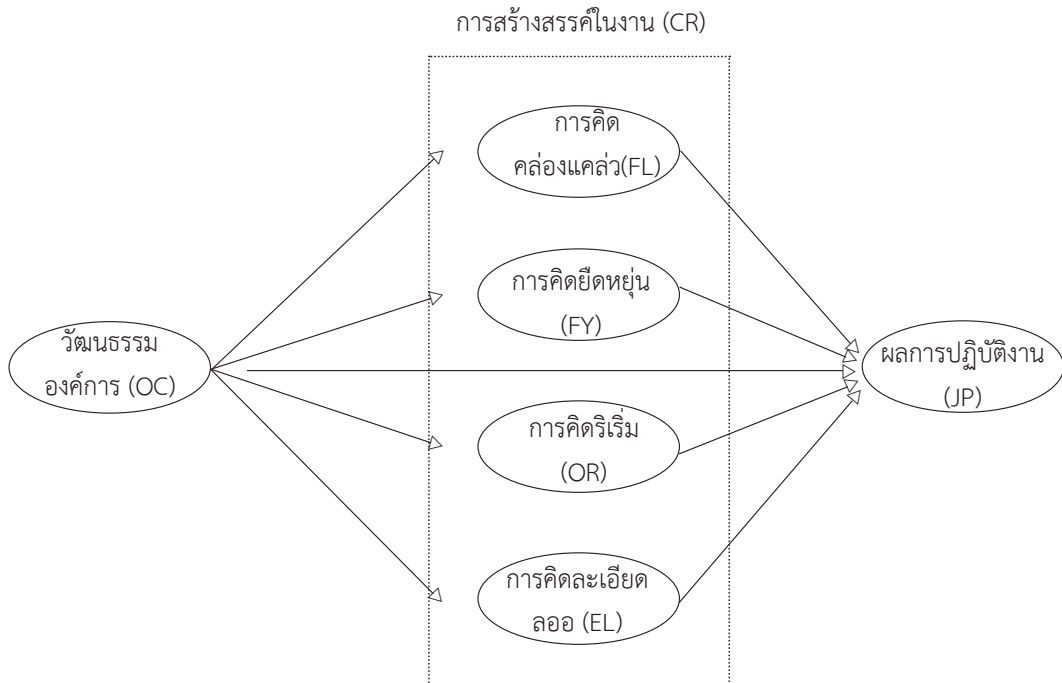 การสร้างสรรค์ในงาน (CR)
การคิด
คล่องแคล่ว(FL)
การคิดยืดหยุ่น
(FY)
วัฒนธรรม
องค์การ (OC)
ผลการปฏิบัติงาน
(JP)
การคิดริเริ่ม
(OR)
การคิดละเอียด
ลออ (EL)